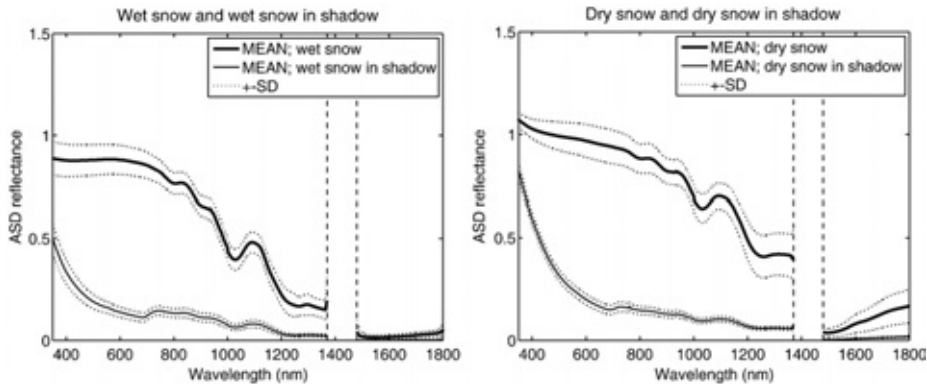 Wet snow and wet snow in shadow
1.5
1
0.5
0
ASD reflectance
MEAN; wet snow
MEAN; wet snow in shadow
+-SD
400 600 800 1000 1200 1400 1600 1800
Wavelength (nm)
Dry snow and dry snow in shadow
1.5
1
0.5
0
ASD reflectance
MEAN; dry snow
MEAN; dry snow in shadow
+-SD
400 600 800 1000 1200 1400 1600 1800
Wavelength (nm)